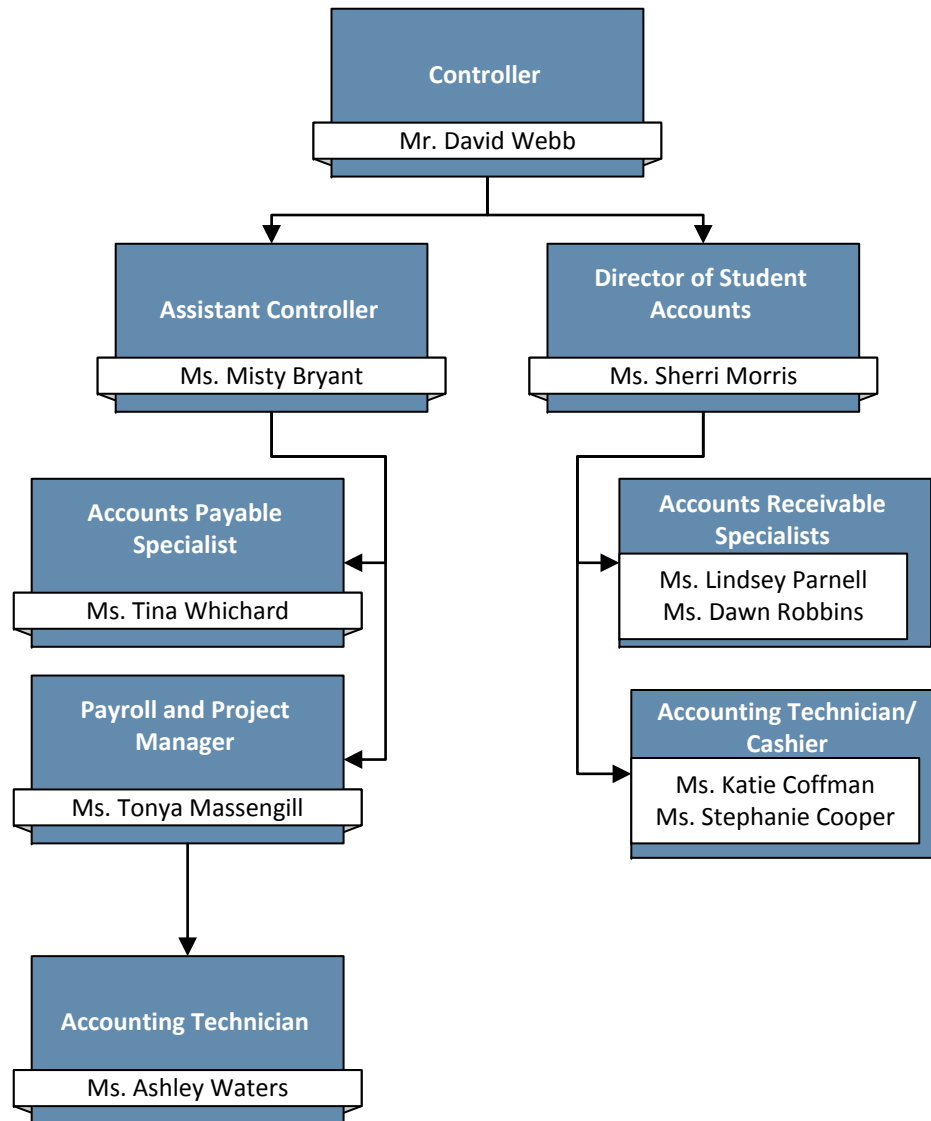 Controller
Mr. David Webb
Assistant Controller
Ms. Misty Bryant
Director of Student
Accounts
Ms. Sherri Morris
Accounts Payable
Specialist
Ms. Tina Whichard
Payroll and Project
Manager
Ms. Tonya Massengill
Accounting Technician
Ms. Ashley Waters
Accounts Receivable
Specialists
Ms. Lindsey Parnell
Ms. Dawn Robbins
Accounting Technician/
Cashier
Ms. Katie Coffman
Ms. Stephanie Cooper